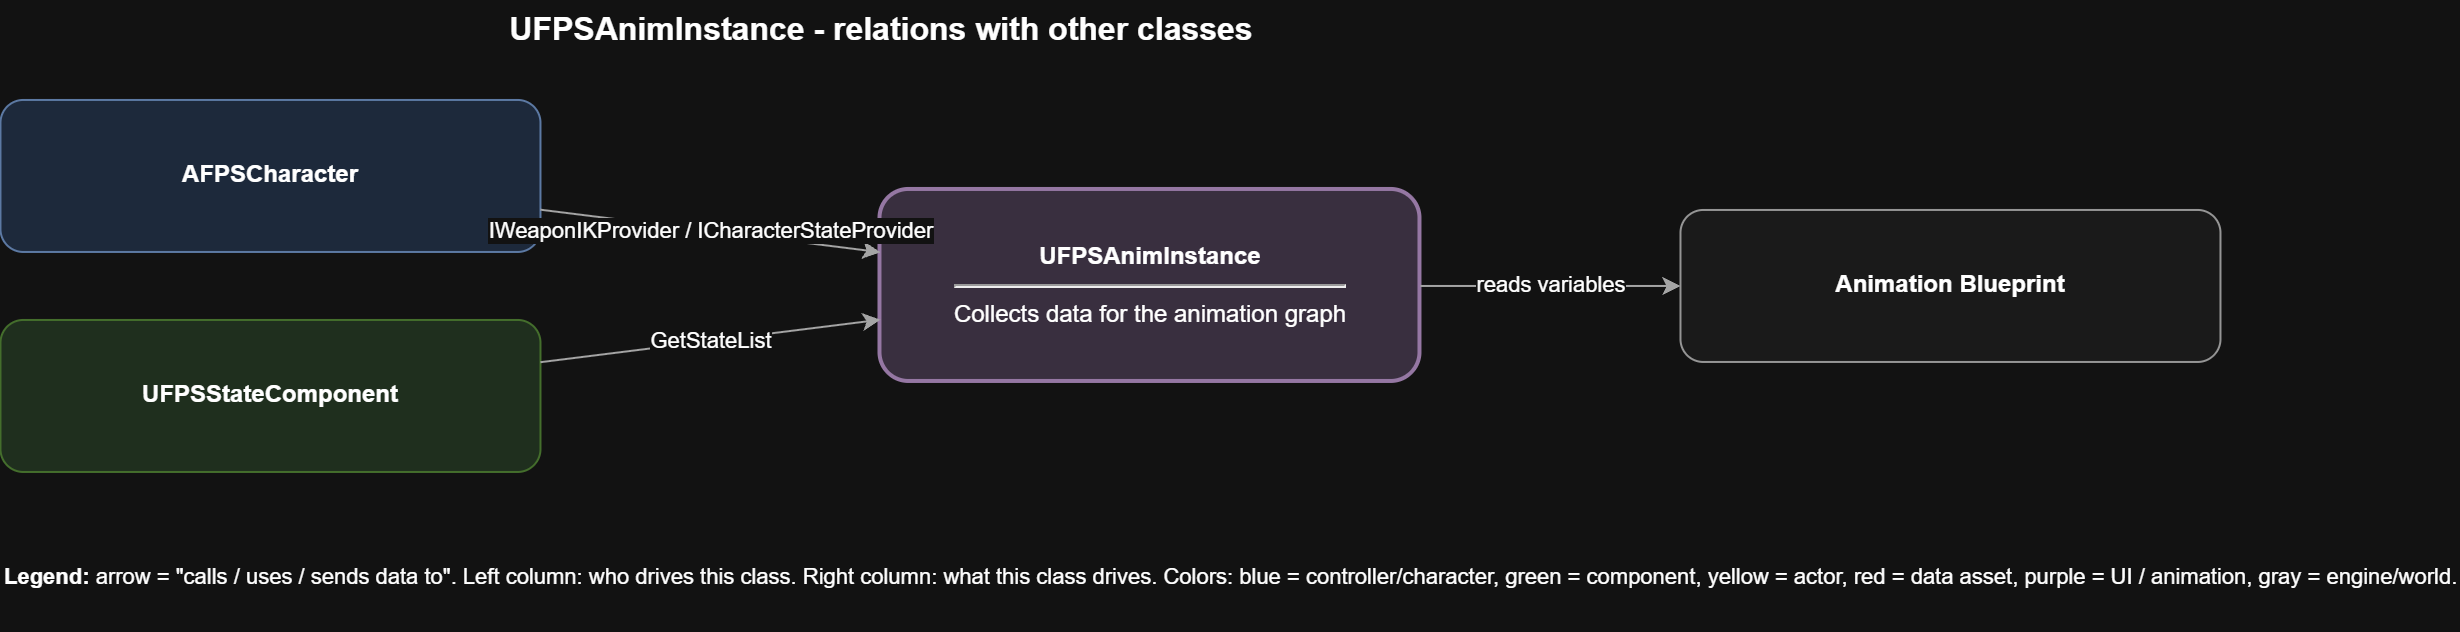 UFPSAnimInstance - relations with other classes
AFPSCharacter
IWeaponIKProvider / ICharacterStateProvider
UFPSAnimInstance
Collects data for the animation graph
reads variables
Animation Blueprint
GetStateList
UFPSStateComponent
Legend: arrow = "calls / uses / sends data to". Left column: who drives this class. Right column: what this class drives. Colors: blue = controller/character, green = component, yellow = actor, red = data asset, purple = UI / animation, gray = engine/world.